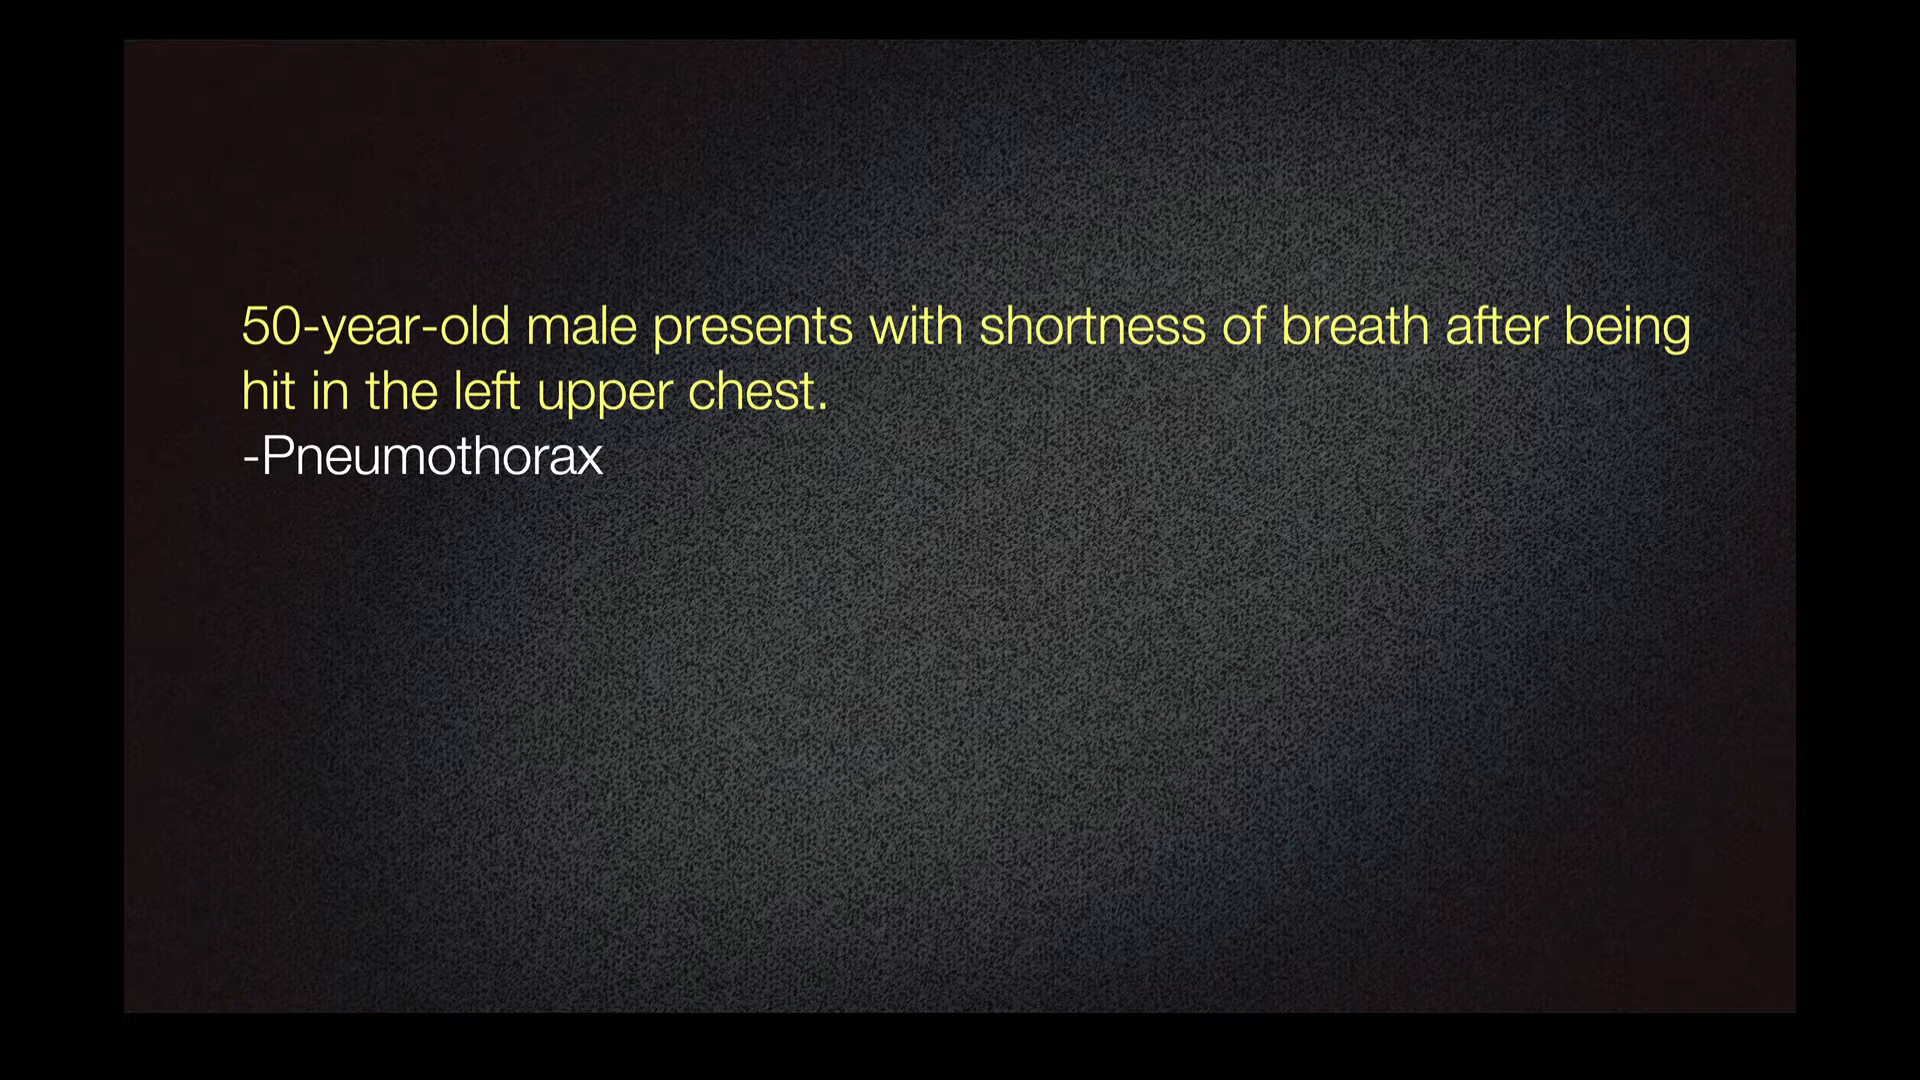 50-year-old male presents with shortness of breath after being
hit in the left upper chest.
-Pneumothorax